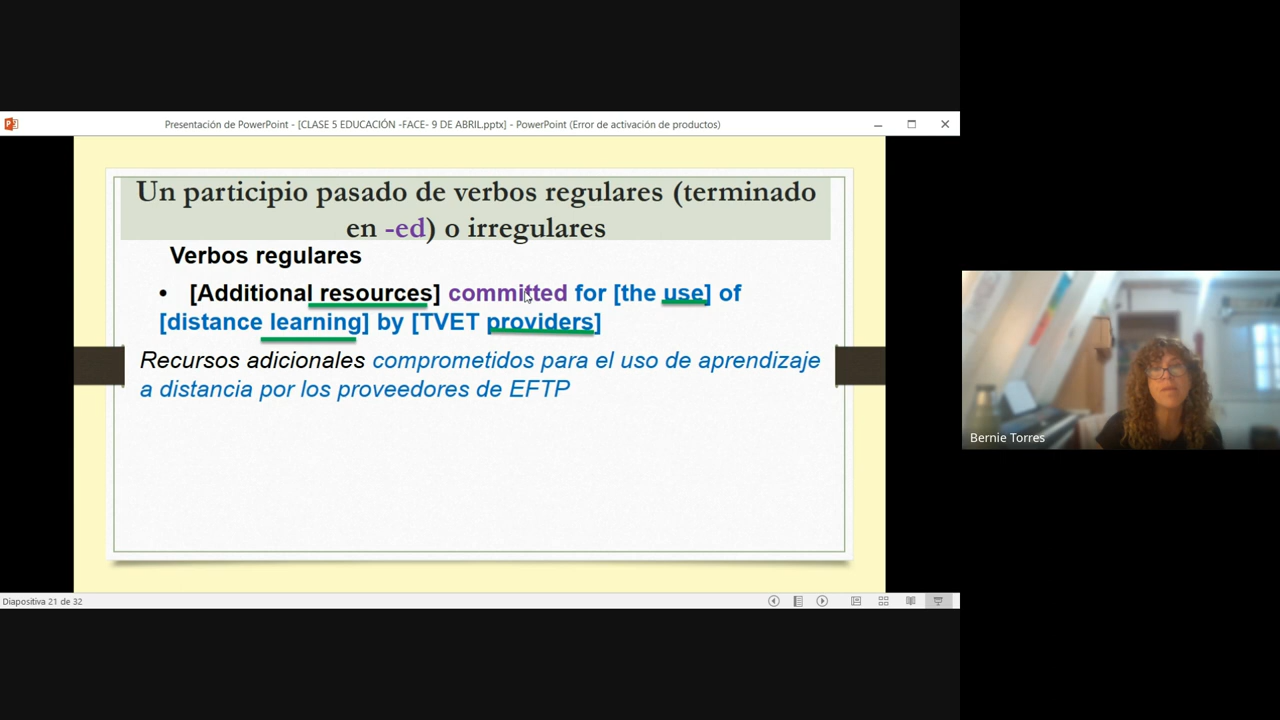 Presentación de PowerPoint - [CLASE 5 EDUCACIÓN -FACE- 9 DE ABRIL.pptx] - PowerPoint (Error de activación de productos)
Un participio pasado de verbos regulares (terminado
en -ed) o irregulares
Verbos regulares
• [Additional resources] committed for [the use] of
[distance learning] by [TVET providers]
Recursos adicionales comprometidos para el uso de aprendizaje
a distancia por los proveedores de EFTP
Bernie Torres
Diapositiva 21 de 32